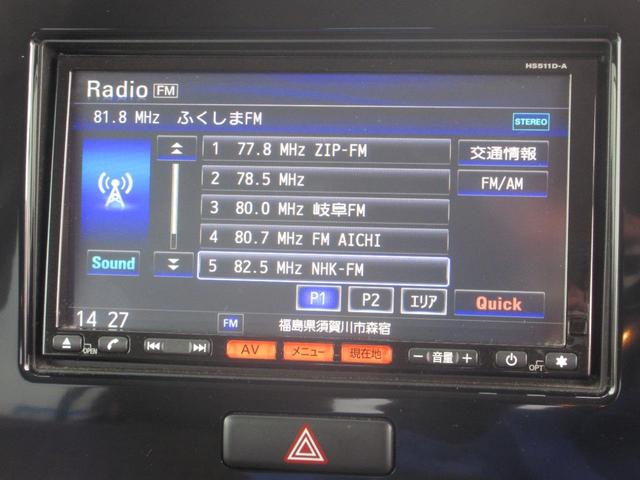 HS511D-A
Radio FM
81.8 MHz ふくしまFM
STEREO
1 77.8 MHz ZIP-FM
交通情報
2 78.5 MHz
FM/AM
3 80.0 MHz 岐阜FM
4 80.7 MHz FM AICHI
Sound
5 82.5 MHz NHK-FM
P1 P2 エリア
Quick
14 27
FM
福島県須賀川市森宿
OPEN
AV メニュー 現在地
音量
OPT